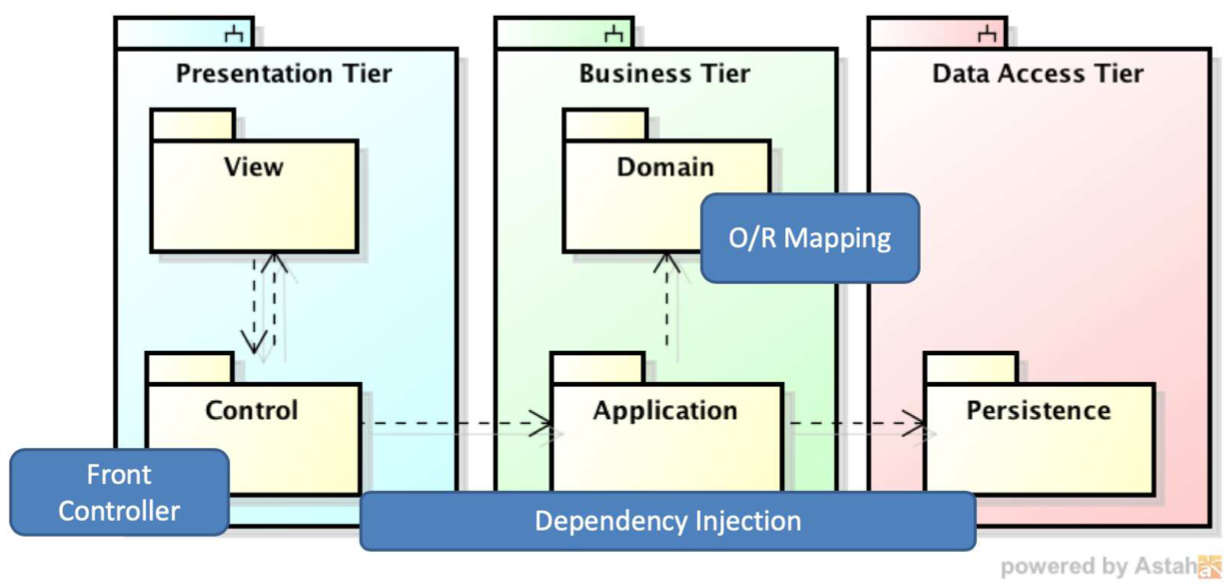 Presentation Tier
Business Tier
Data Access Tier
View
Domain
O/R Mapping
Control
Application
Persistence
Front
Controller
Dependency Injection
powered by Astah